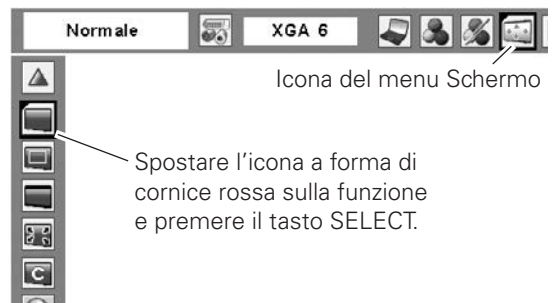 Normale XGA 6
Icona del menu Schermo
Spostare l'icona a forma di
cornice rossa sulla funzione
e premere il tasto SELECT.
C